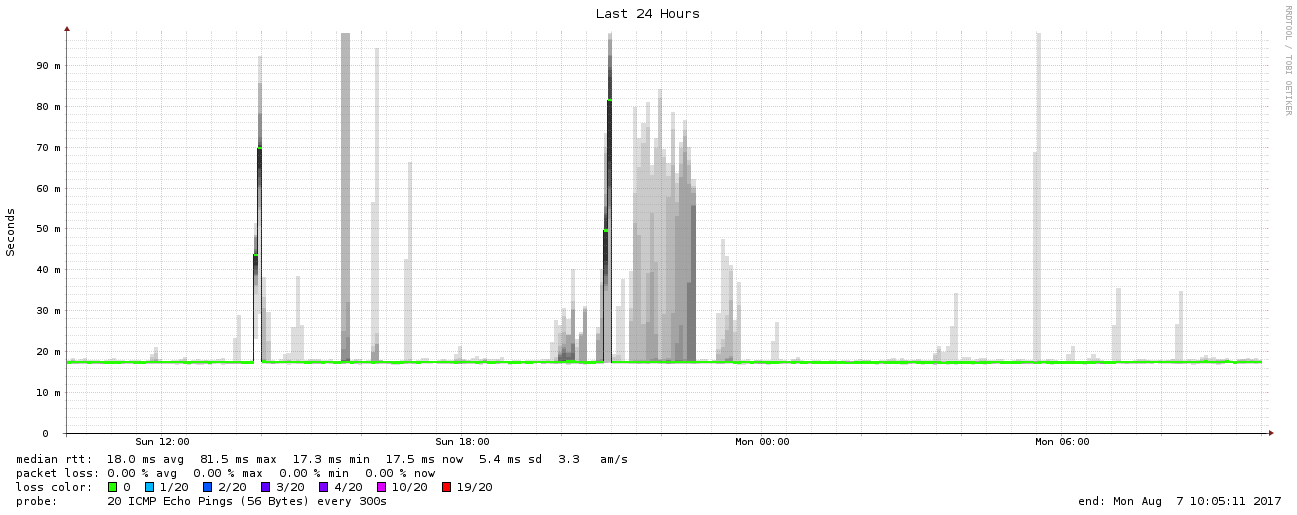 Last 24 Hours
RRDTOOL / TOBI OETIKER
Seconds
90 m
80 m
70 m
60 m
50 m
40 m
30 m
20 m
10 m
0
Sun 12:00 Sun 18:00 Mon 00:00 Mon 06:00
median rtt: 18.0 ms avg 81.5 ms max 17.3 ms min 17.5 ms now 5.4 ms sd 3.3 am/s
packet loss: 0.00 % avg 0.00 % max 0.00 % min 0.00 % now
loss color: 0 1/20 2/20 3/20 4/20 10/20 19/20
probe: 20 ICMP Echo Pings (56 Bytes) every 300s end: Mon Aug 7 10:05:11 2017